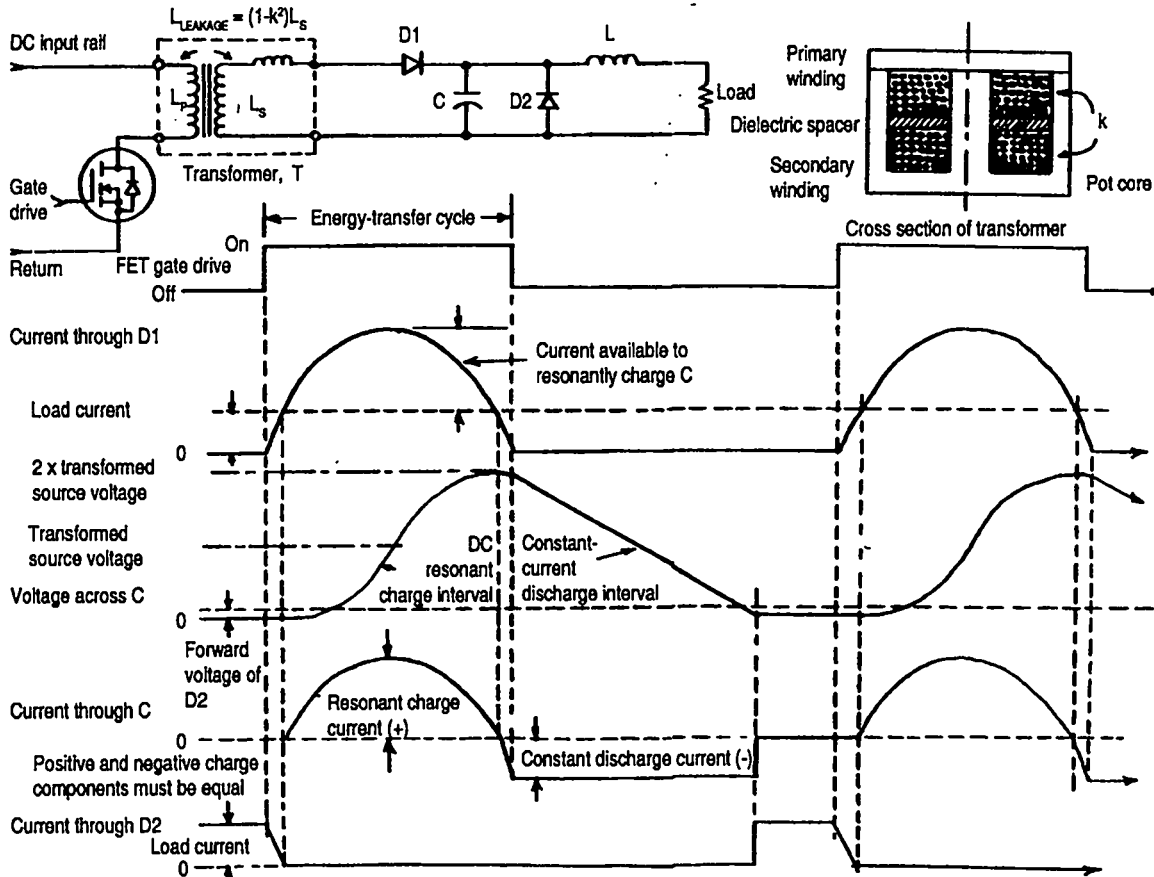 L_LEAKAGE = (1-k²)L_S
DC input rail
D1
L
L_P
L_S
C
D2
Load
Transformer, T
Gate
drive
Return
Primary
winding
Dielectric spacer
Secondary
winding
k
Pot core
Cross section of transformer
Energy-transfer cycle
On
FET gate drive
Off
Current through D1
Current available to
resonantly charge C
Load current
0
2 x transformed
source voltage
Transformed
source voltage
DC
resonant
charge interval
Constant-
current
discharge interval
Voltage across C
0
Forward
voltage of
D2
Current through C
Resonant charge
current (+)
0
Constant discharge current (-)
Positive and negative charge
components must be equal
Current through D2
Load current
0